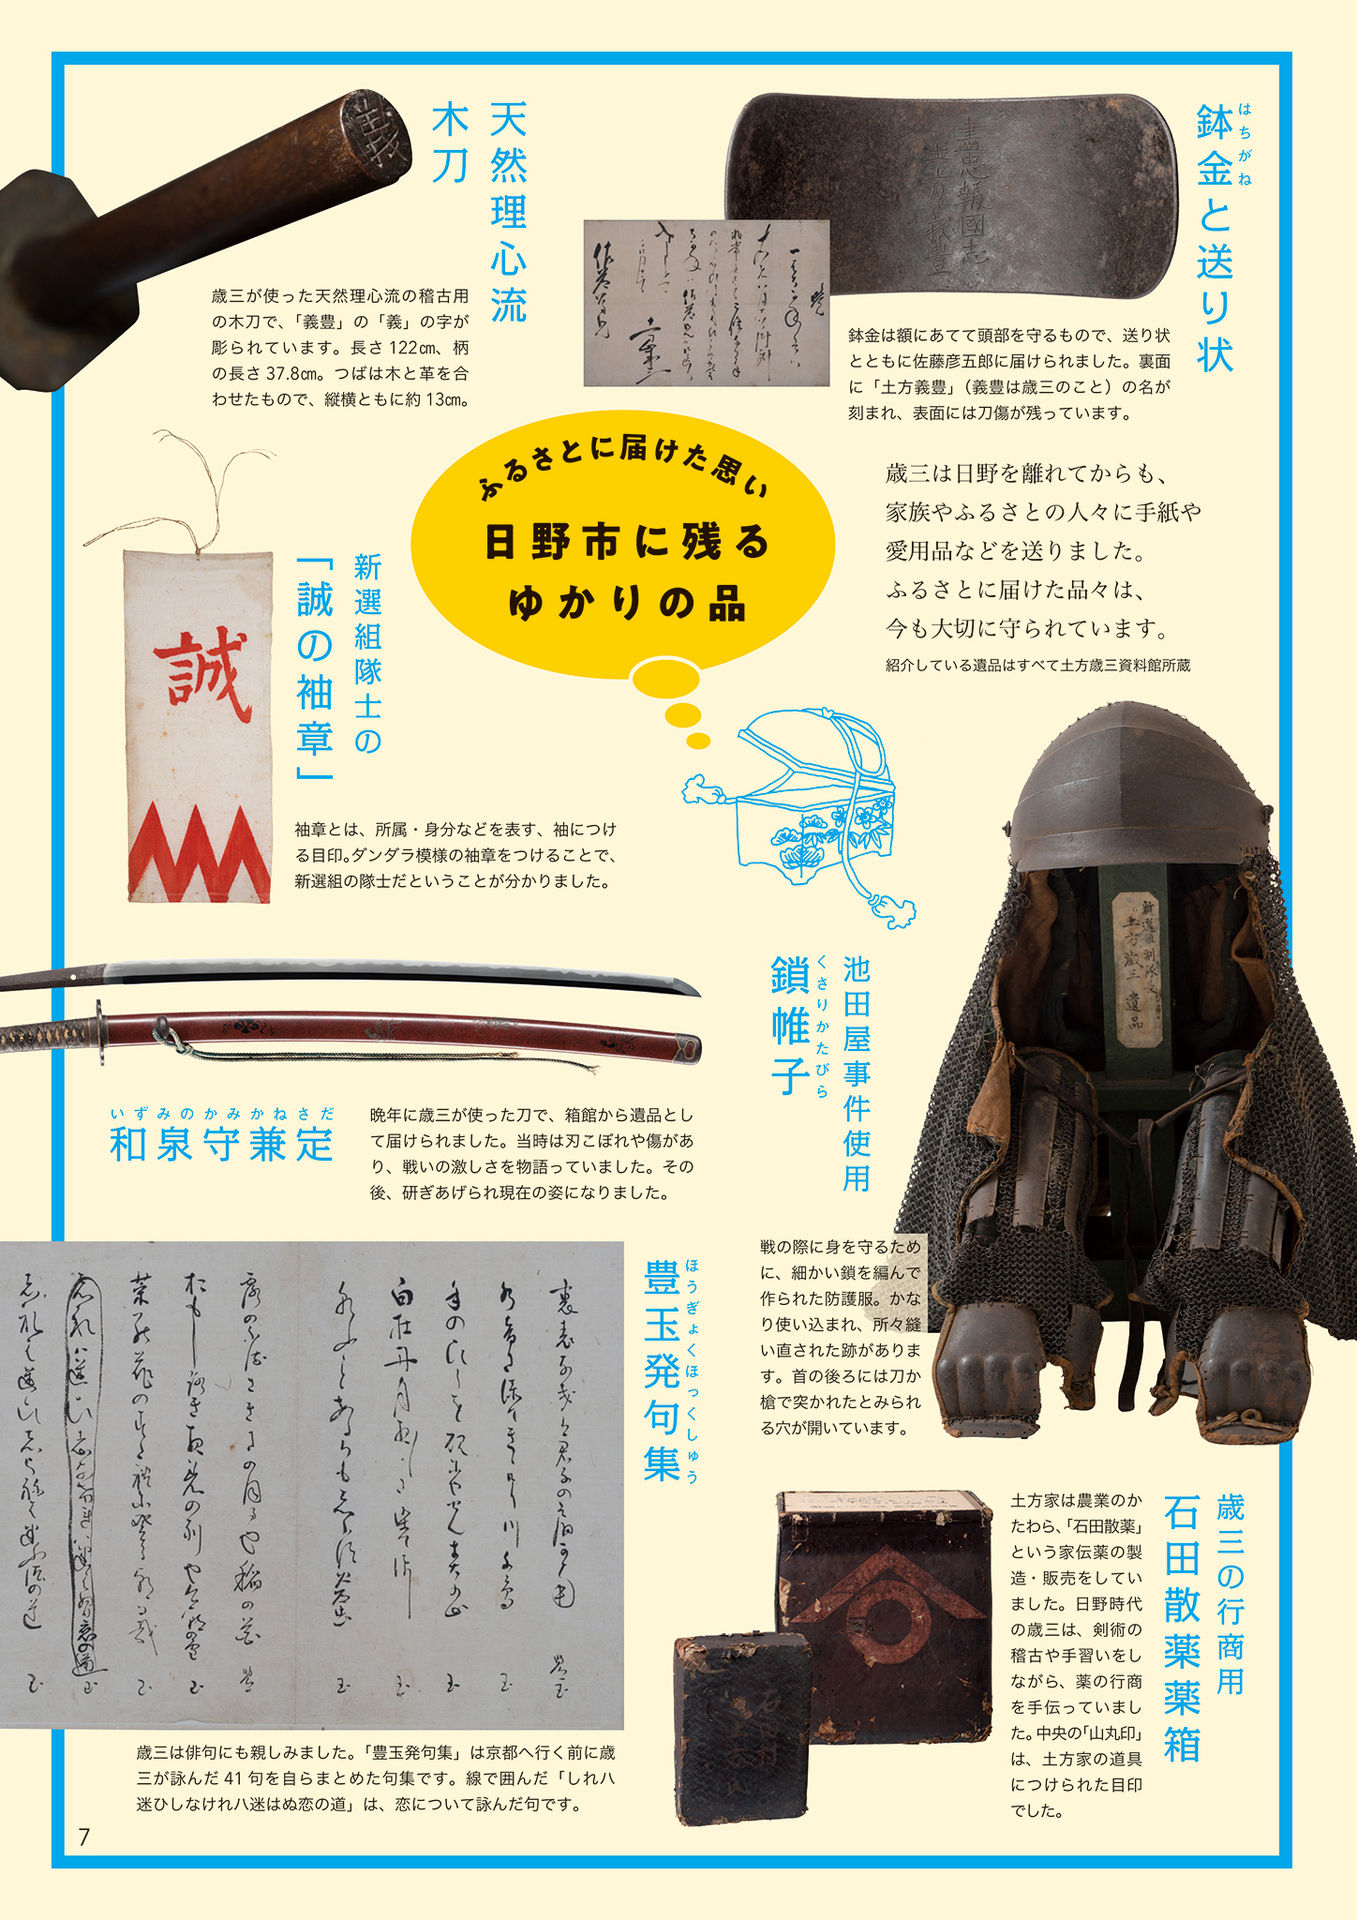 鉢金と送り状
はちがね
鉢金は額にあてて頭部を守るもので、送り状
とともに佐藤彦五郎に届けられました。裏面
に「土方義豊」（義豊は歳三のこと）の名が
刻まれ、表面には刀傷が残っています。
盡忠報國志
天然理心流
木刀
義
歳三が使った天然理心流の稽古用
の木刀で、「義豊」の「義」の字が
彫られています。長さ122㎝、柄
の長さ37.8㎝。つばは木と革を合
わせたもので、縦横ともに約13㎝。
ふるさとに届けた思い
日野市に残る
ゆかりの品
歳三は日野を離れてからも、
家族やふるさとの人々に手紙や
愛用品などを送りました。
ふるさとに届けた品々は、
今も大切に守られています。
紹介している遺品はすべて土方歳三資料館所蔵
新選組隊士の
「誠の袖章」
誠
袖章とは、所属・身分などを表す、袖につけ
る目印。ダンダラ模様の袖章をつけることで、
新選組の隊士だということが分かりました。
池田屋事件使用
鎖帷子
くさりかたびら
新選組副隊長
土方歳三遺品
戦の際に身を守るため
に、細かい鎖を編んで
作られた防護服。かな
り使い込まれ、所々縫
い直された跡がありま
す。首の後ろには刀か
槍で突かれたとみられ
る穴が開いています。
いずみのかみかねさだ
和泉守兼定
晩年に歳三が使った刀で、箱館から遺品とし
て届けられました。当時は刃こぼれや傷があ
り、戦いの激しさを物語っていました。その
後、研ぎあげられ現在の姿になりました。
豊玉発句集
ほうぎょくほっくしゅう
歳三は俳句にも親しみました。「豊玉発句集」は京都へ行く前に歳
三が詠んだ41句を自らまとめた句集です。線で囲んだ「しれハ
迷ひしなけれハ迷はぬ恋の道」は、恋について詠んだ句です。
歳三の行商用
石田散薬薬箱
土方家は農業のか
たわら、「石田散薬」
という家伝薬の製
造・販売をしてい
ました。日野時代
の歳三は、剣術の
稽古や手習いをし
ながら、薬の行商
を手伝っていまし
た。中央の「山丸印」
は、土方家の道具
につけられた目印
でした。
7